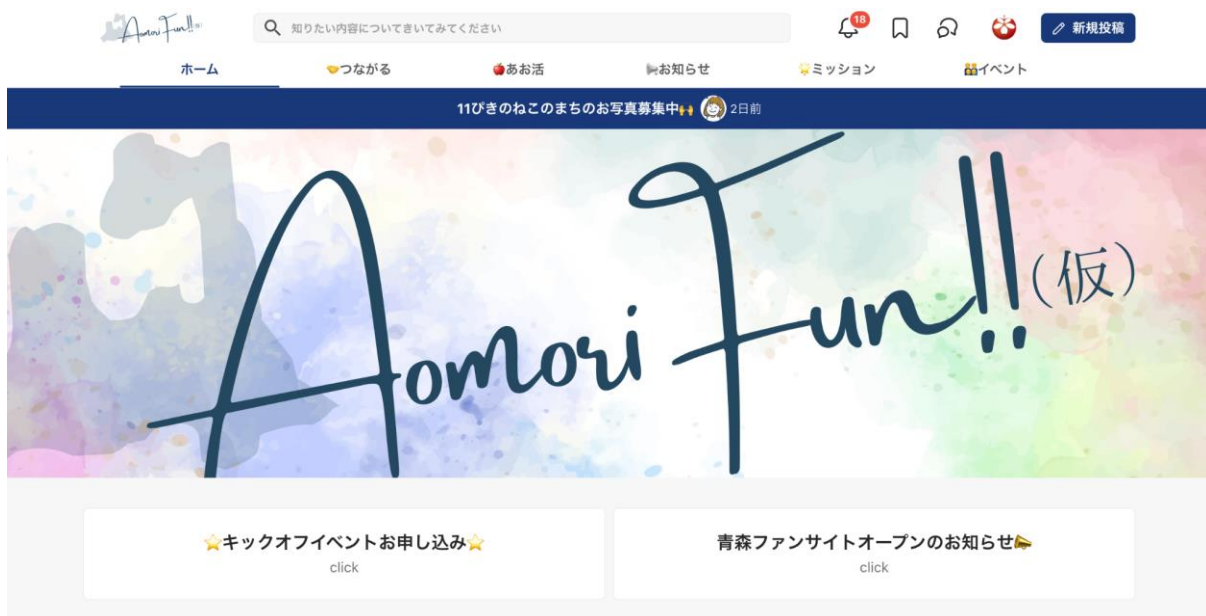 Aomori Fun!!(仮)
知りたい内容についてきいてみてください
18
新規投稿
ホーム
つながる
あお活
お知らせ
ミッション
イベント
11ぴきのねこのまちのお写真募集中 2日前
Aomori Fun!!(仮)
⭐キックオフイベントお申し込み⭐
click
青森ファンサイトオープンのお知らせ
click